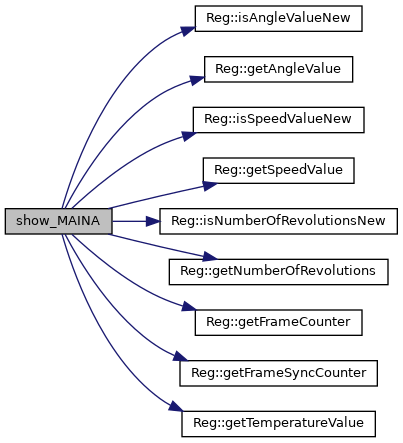 Reg::isAngleValueNew
Reg::getAngleValue
Reg::isSpeedValueNew
Reg::getSpeedValue
show_MAINA
Reg::isNumberOfRevolutionsNew
Reg::getNumberOfRevolutions
Reg::getFrameCounter
Reg::getFrameSyncCounter
Reg::getTemperatureValue